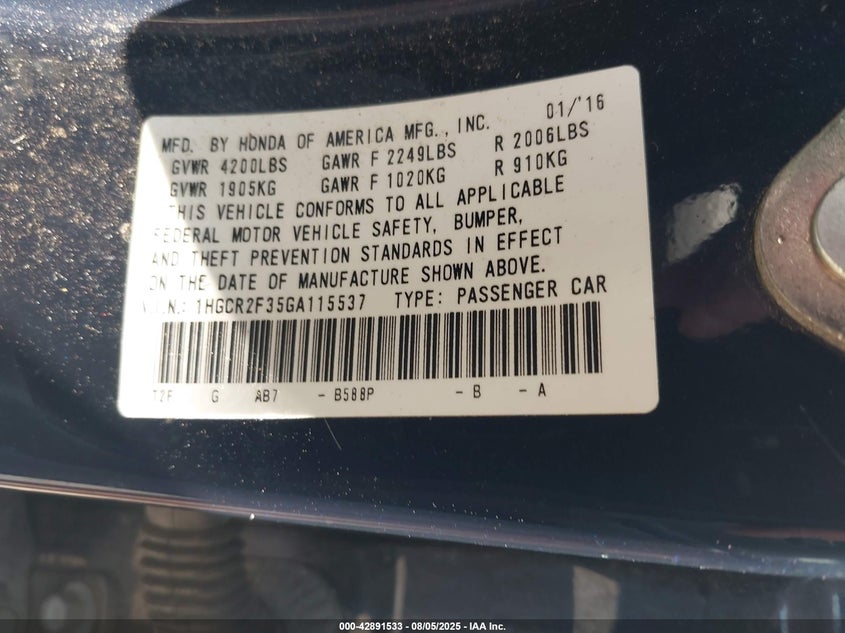 MFD. BY HONDA OF AMERICA MFG., INC. 01/'16
GVWR 4200LBS GAWR F 2249LBS R 2006LBS
GVWR 1905KG GAWR F 1020KG R 910KG
THIS VEHICLE CONFORMS TO ALL APPLICABLE
FEDERAL MOTOR VEHICLE SAFETY, BUMPER,
AND THEFT PREVENTION STANDARDS IN EFFECT
ON THE DATE OF MANUFACTURE SHOWN ABOVE.
V.I.N.: 1HGCR2F35GA115537 TYPE: PASSENGER CAR
T2F G AB7 - B588P - B - A
000-42891533 - 08/05/2025 - IAA Inc.